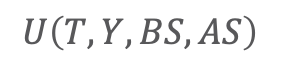 U(T, Y, BS, AS)